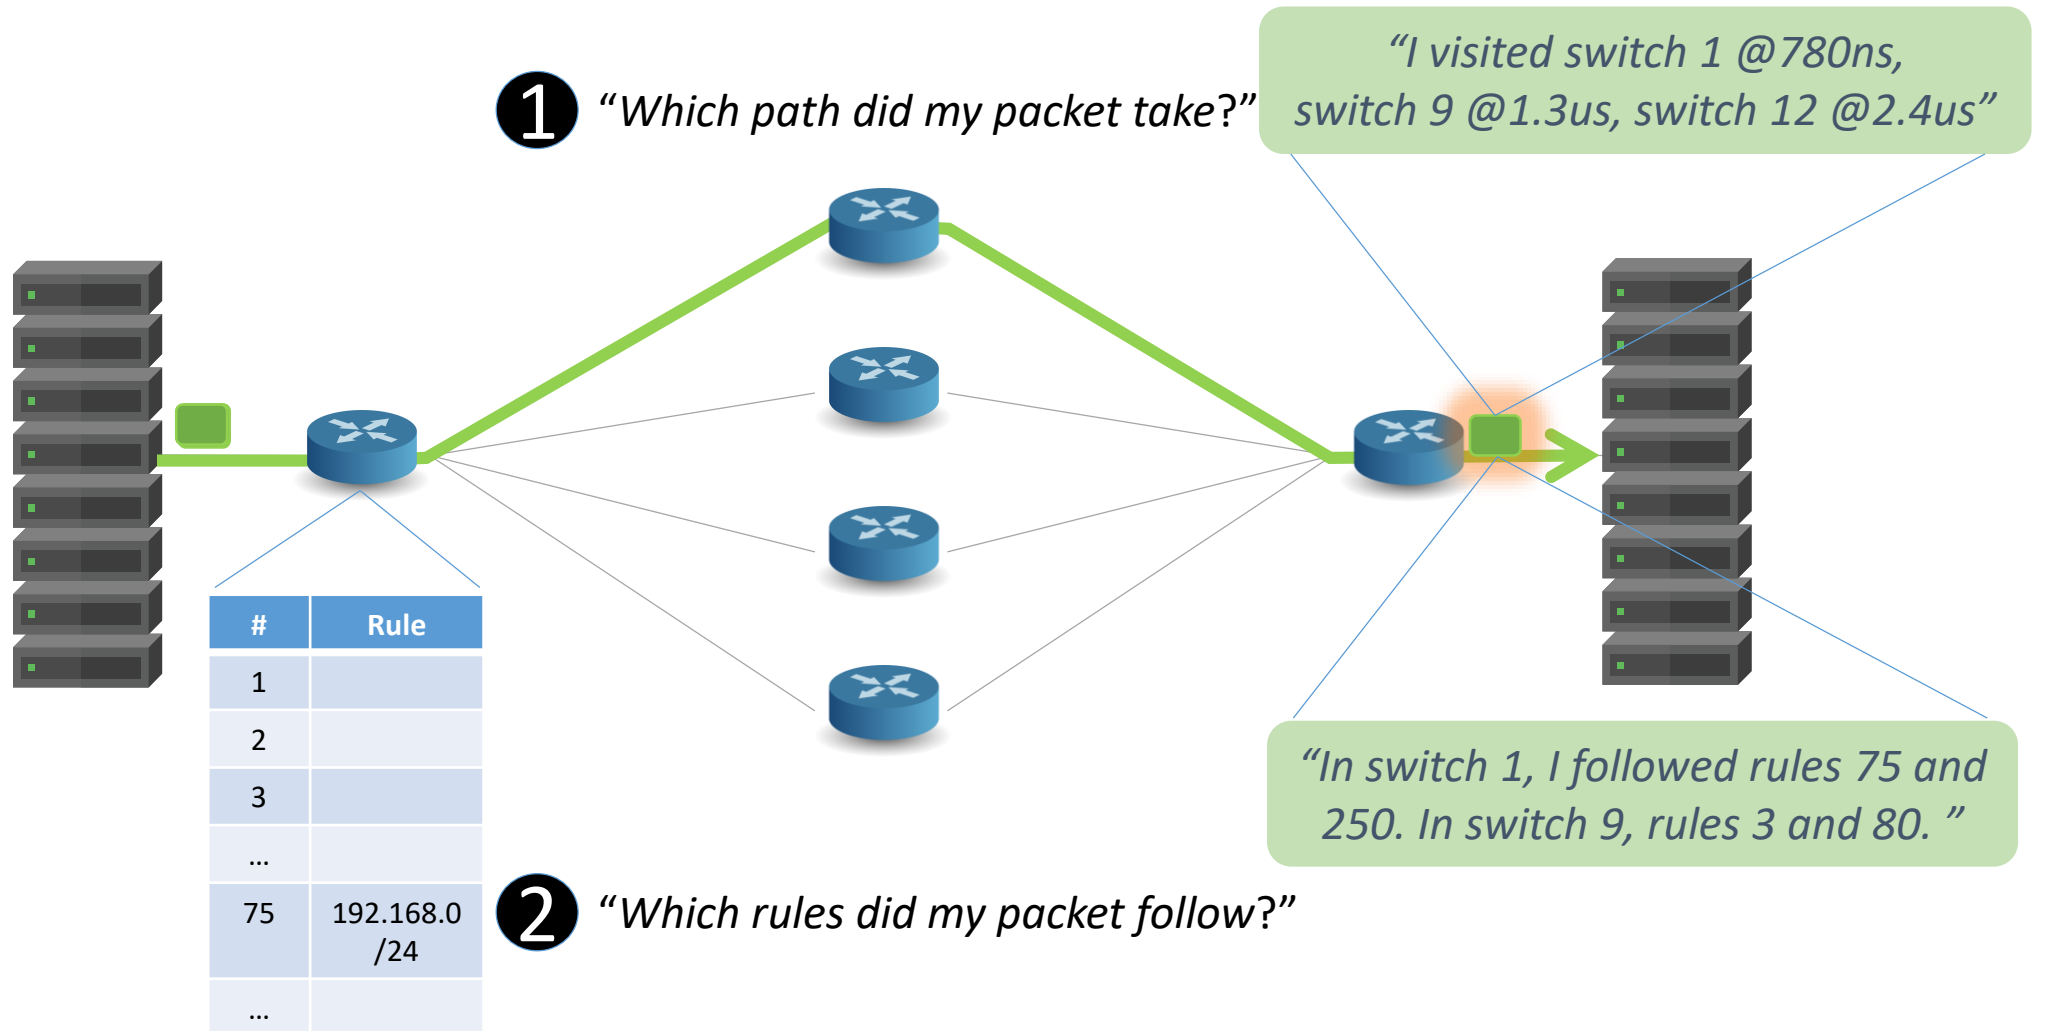 1 “Which path did my packet take?”
“I visited switch 1 @780ns,
switch 9 @1.3us, switch 12 @2.4us”
# Rule
1
2
3
...
75 192.168.0
/24
...
“In switch 1, I followed rules 75 and
250. In switch 9, rules 3 and 80. ”
2 “Which rules did my packet follow?”